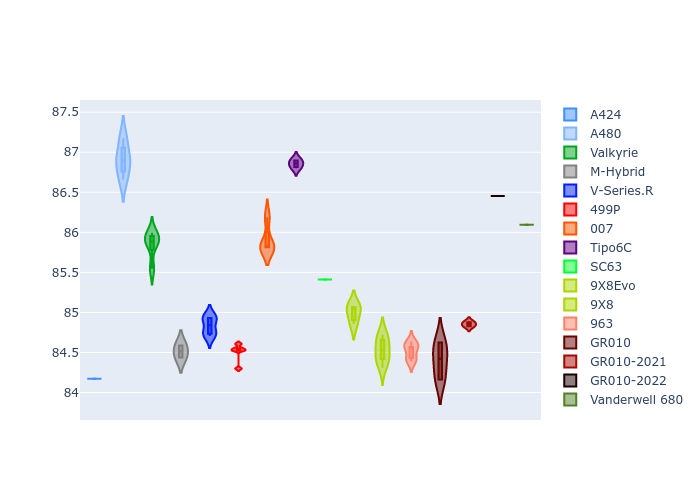 87.5
87
86.5
86
85.5
85
84.5
84
A424
A480
Valkyrie
M-Hybrid
V-Series.R
499P
007
Tipo6C
SC63
9X8Evo
9X8
963
GR010
GR010-2021
GR010-2022
Vanderwell 680